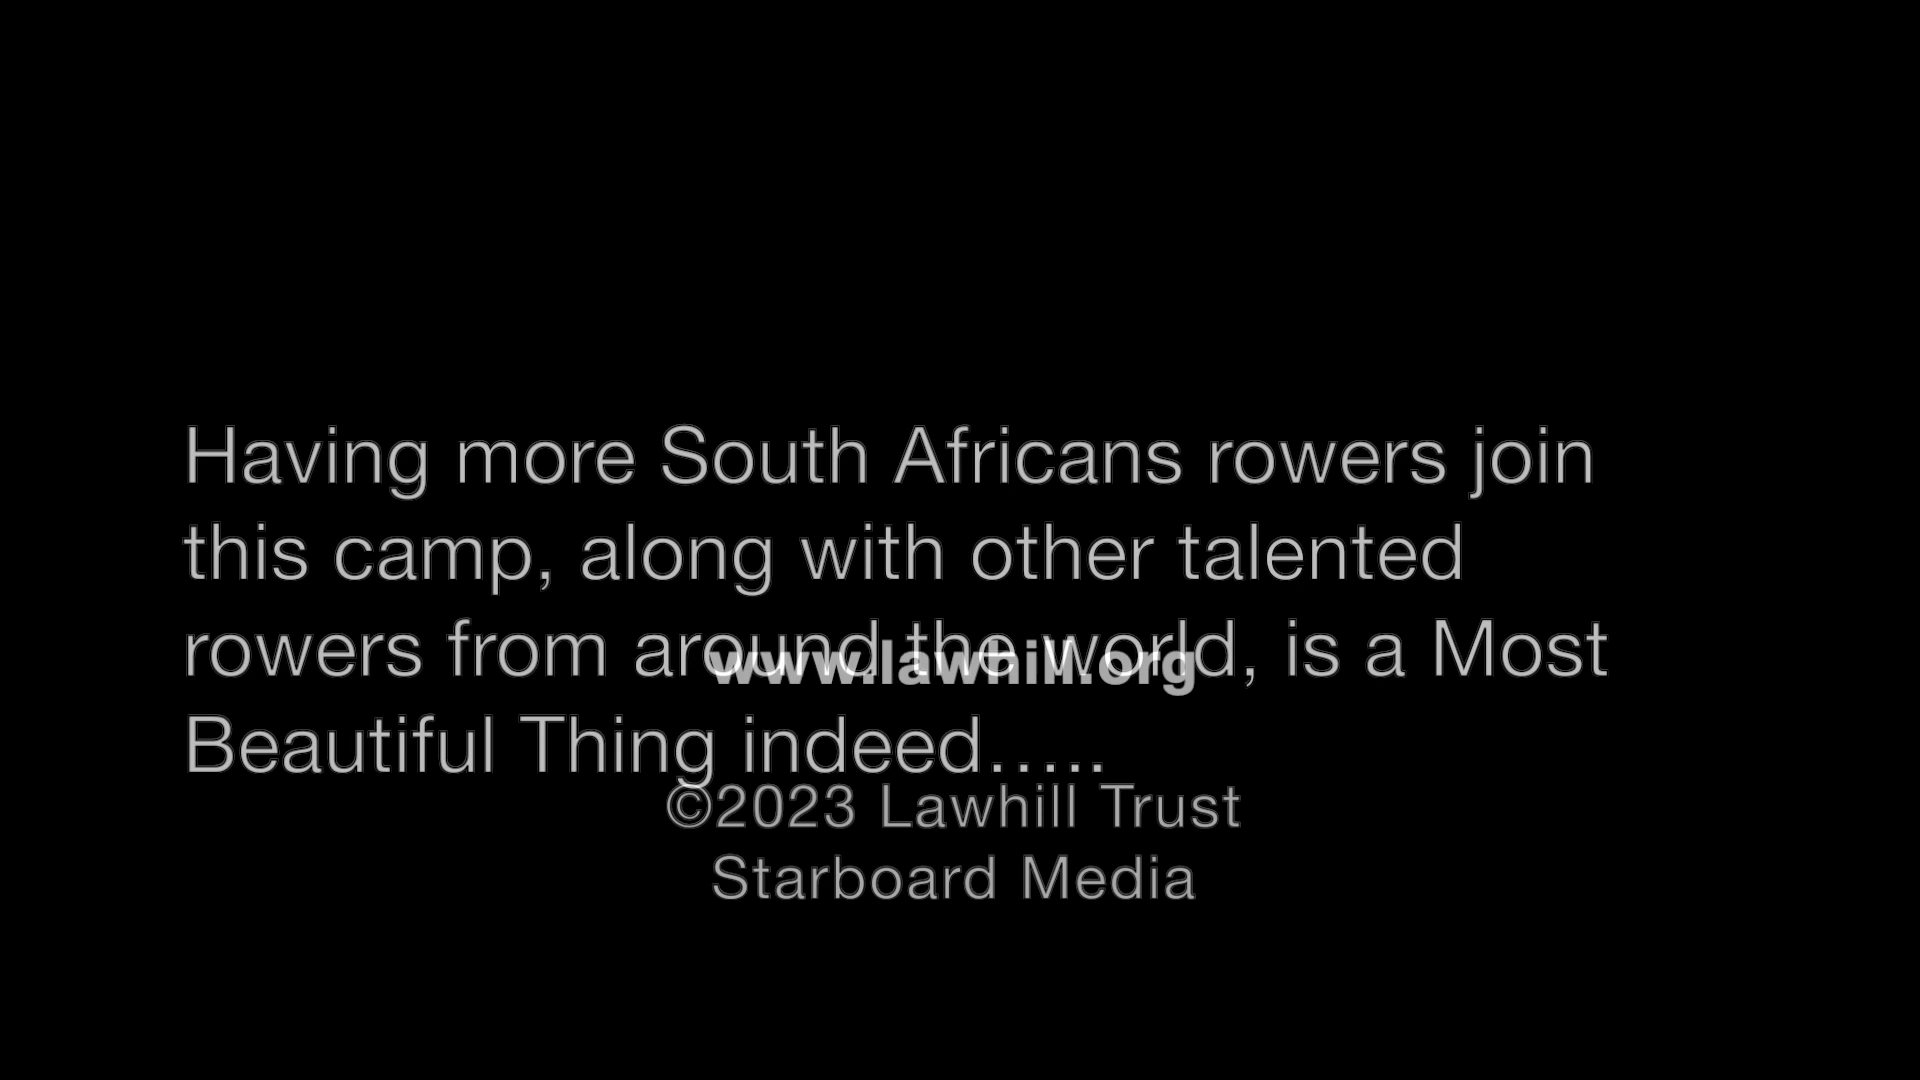 Having more South Africans rowers join
this camp, along with other talented
rowers from around the world, is a Most
www.lawhill.org
Beautiful Thing indeed.....
©2023 Lawhill Trust
Starboard Media